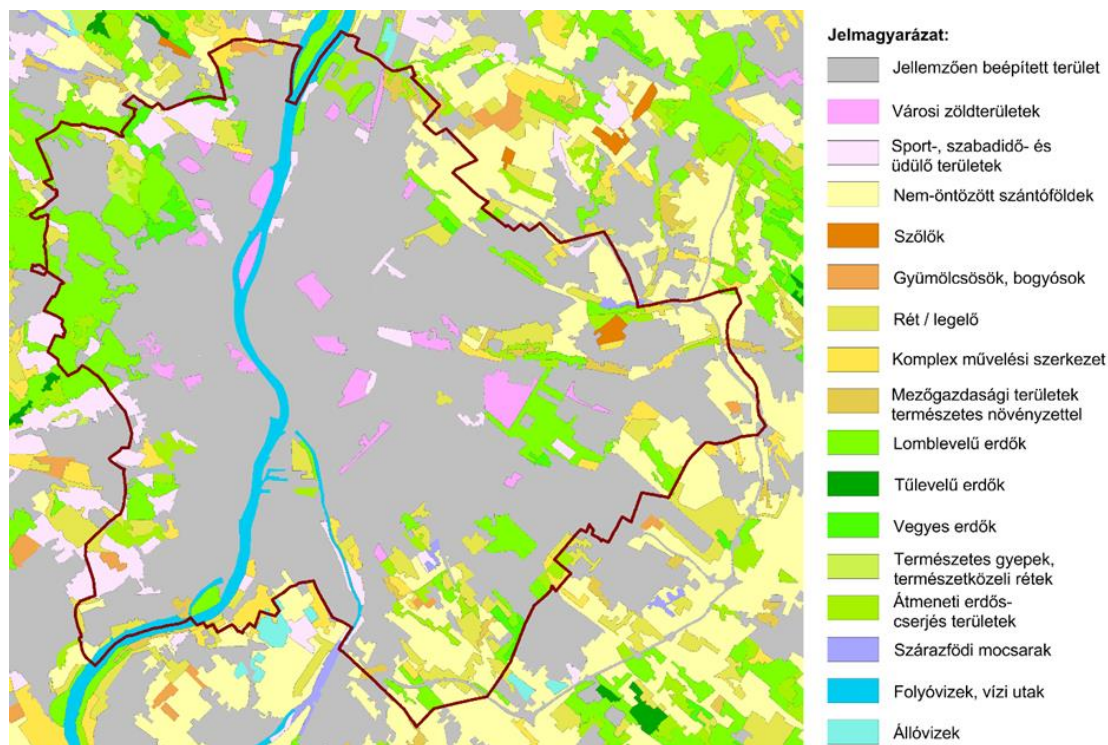 Jelmagyarázat:
Jellemzően beépített terület
Városi zöldterületek
Sport-, szabadidő- és
üdülő területek
Nem-öntözött szántóföldek
Szőlők
Gyümölcsösök, bogyósok
Rét / legelő
Komplex művelési szerkezet
Mezőgazdasági területek
természetes növényzettel
Lomblevelű erdők
Tűlevelű erdők
Vegyes erdők
Természetes gyepek,
természetközeli rétek
Átmeneti erdős-
cserjés területek
Szárazfödi mocsarak
Folyóvizek, vízi utak
Állóvizek